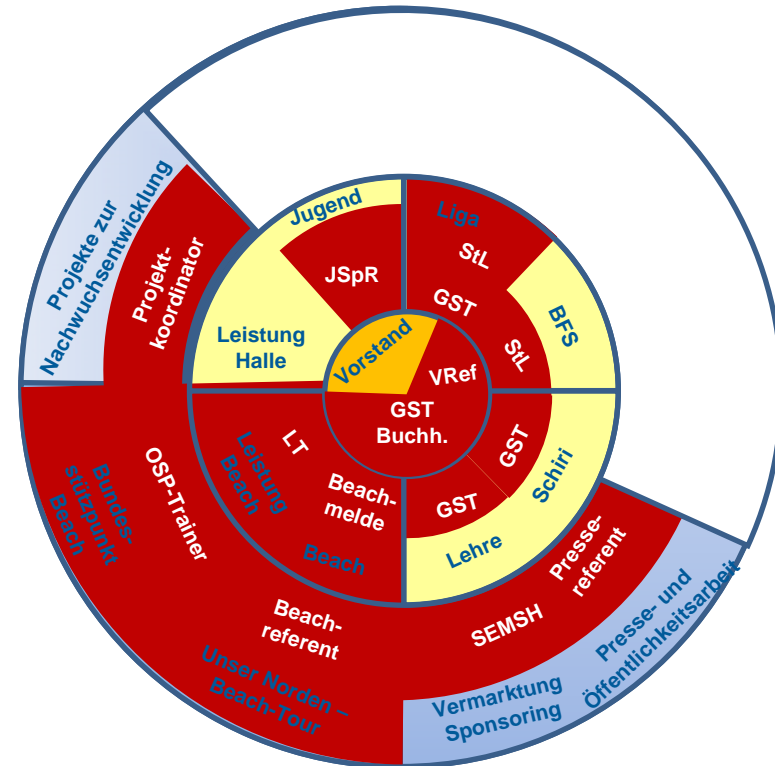 Projekte zur
Nachwuchsentwicklung
Projekt-
koordinator
Jugend
JSpR
Leistung
Halle
Liga
StL
GST
BFS
StL
Vorstand
VRef
GST
Buchh.
LT
Leistung
Beach
Beach-
melde
Beach
GST
Schiri
GST
Lehre
OSP-Trainer
Bundes-
stützpunkt
Beach
Beach-
referent
Unser Norden –
Beach-Tour
SEMSH
Presse-
referent
Vermarktung
Sponsoring
Presse- und
Öffentlichkeitsarbeit